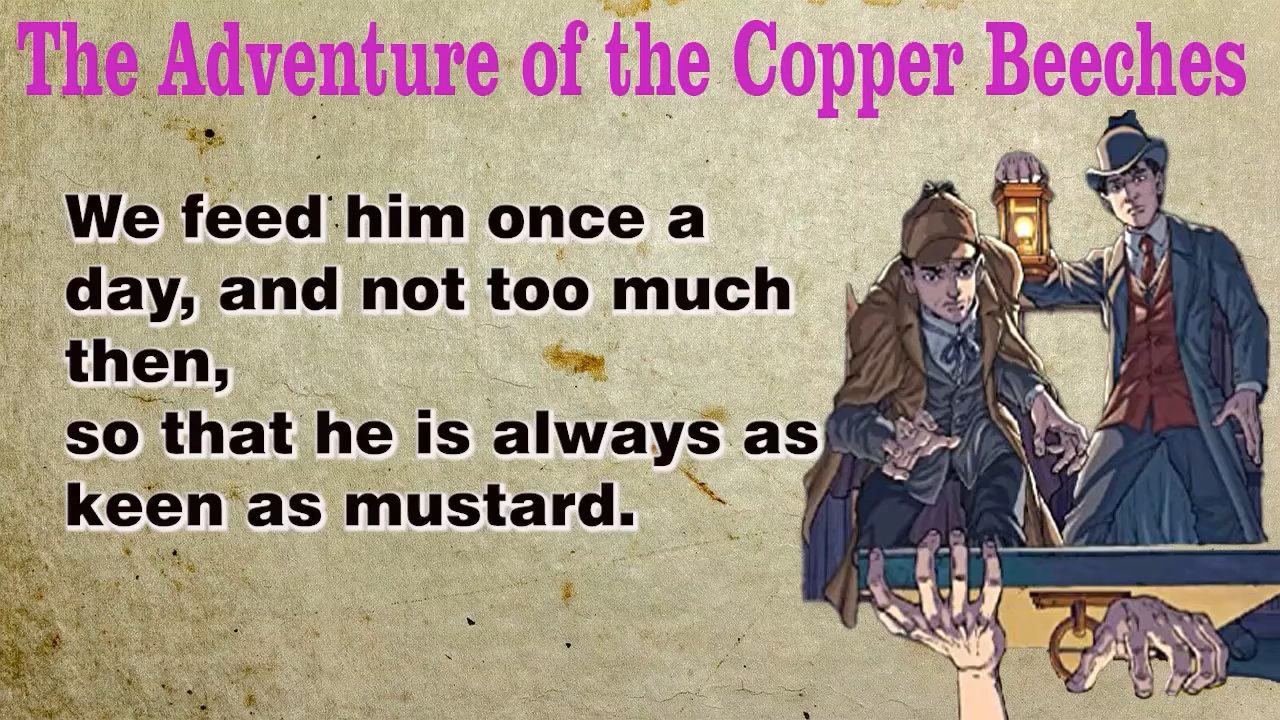 The Adventure of the Copper Beeches
We feed him once a
day, and not too much
then,
so that he is always as
keen as mustard.